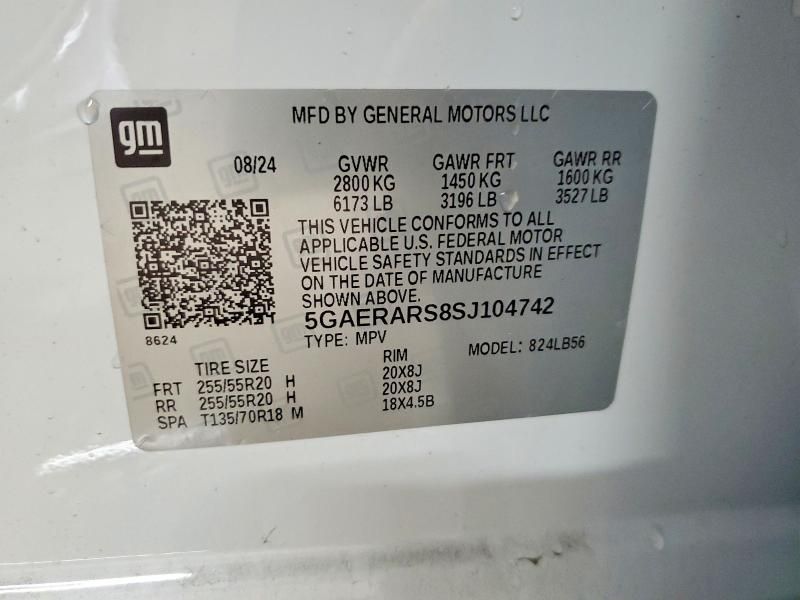 gm
MFD BY GENERAL MOTORS LLC
08/24 GVWR GAWR FRT GAWR RR
2800 KG 1450 KG 1600 KG
6173 LB 3196 LB 3527 LB
THIS VEHICLE CONFORMS TO ALL
APPLICABLE U.S. FEDERAL MOTOR
VEHICLE SAFETY STANDARDS IN EFFECT
ON THE DATE OF MANUFACTURE
SHOWN ABOVE.
5GAERARS8SJ104742
8624
TYPE: MPV MODEL: 824LB56
TIRE SIZE RIM
FRT 255/55R20 H 20X8J
RR 255/55R20 H 20X8J
SPA T135/70R18 M 18X4.5B